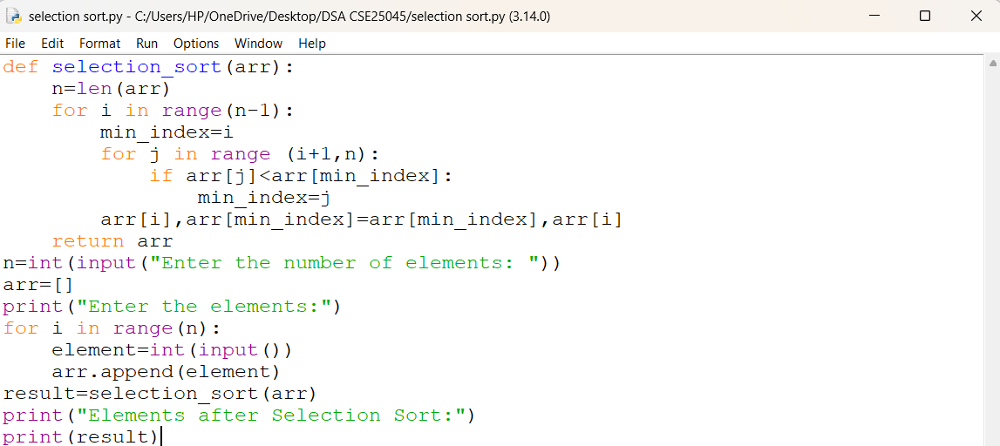 selection sort.py - C:/Users/HP/OneDrive/Desktop/DSA CSE25045/selection sort.py (3.14.0)
File Edit Format Run Options Window Help
def selection_sort(arr):
    n=len(arr)
    for i in range(n-1):
        min_index=i
        for j in range (i+1,n):
            if arr[j]<arr[min_index]:
                min_index=j
        arr[i],arr[min_index]=arr[min_index],arr[i]
    return arr
n=int(input("Enter the number of elements: "))
arr=[]
print("Enter the elements:")
for i in range(n):
    element=int(input())
    arr.append(element)
result=selection_sort(arr)
print("Elements after Selection Sort:")
print(result)